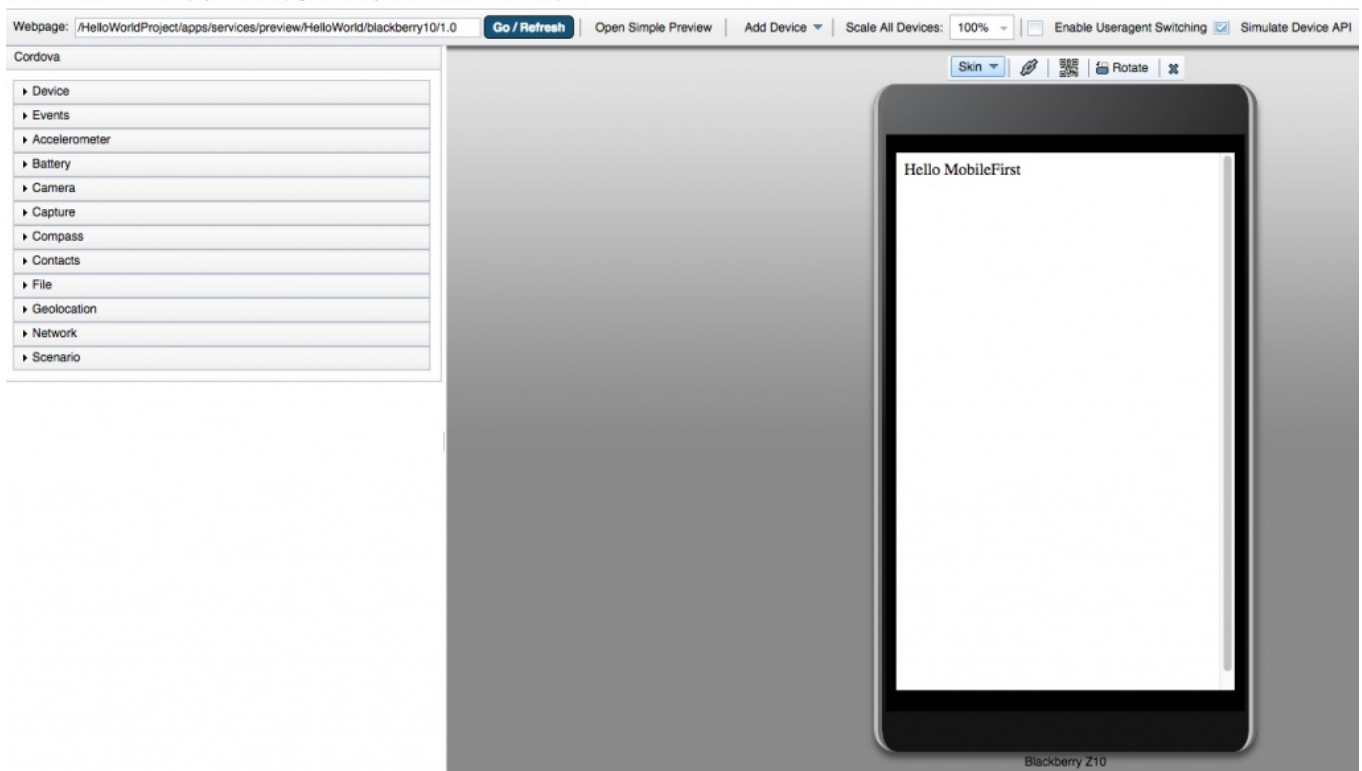 Webpage: /HelloWorldProject/apps/services/preview/HelloWorld/blackberry10/1.0 Go / Refresh Open Simple Preview Add Device Scale All Devices: 100% Enable Useragent Switching Simulate Device API
Cordova
Skin Rotate
Device
Events
Accelerometer
Battery
Camera
Capture
Compass
Contacts
File
Geolocation
Network
Scenario
Hello MobileFirst
Blackberry Z10